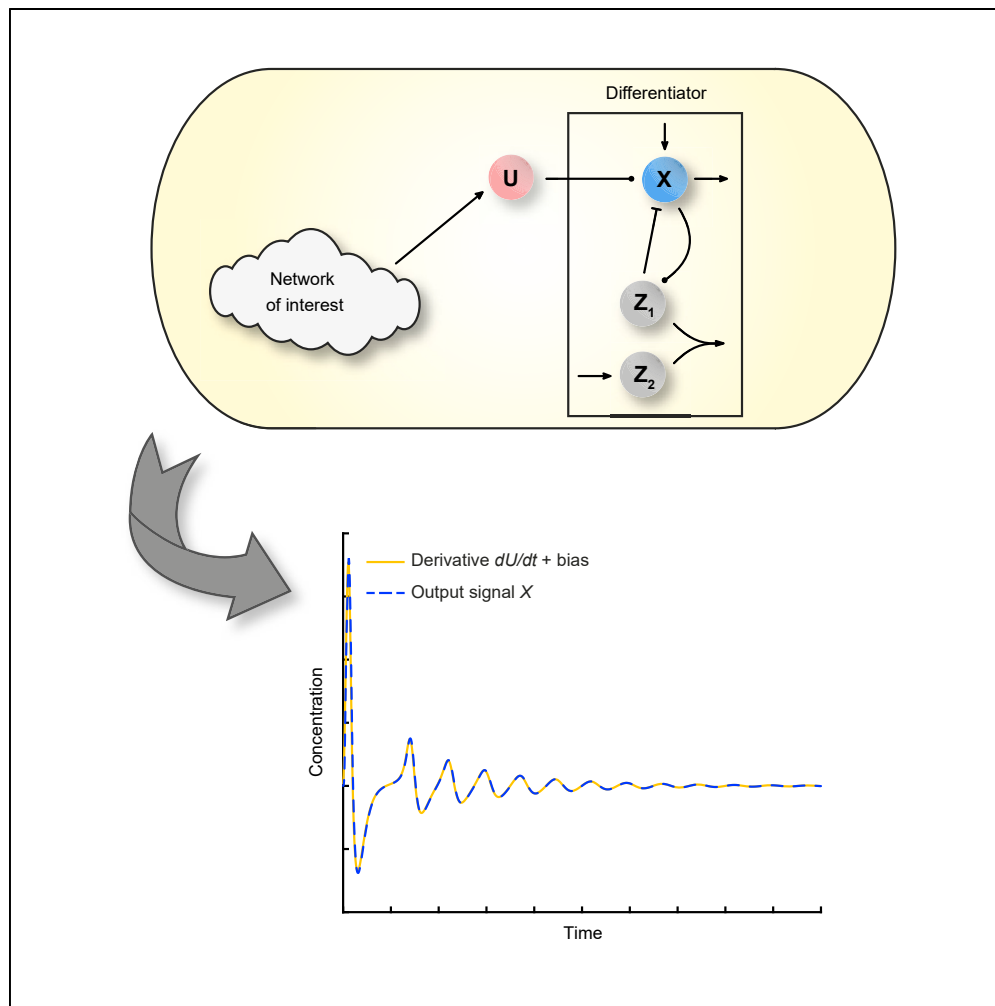 Differentiator
U
X
Network
of interest
Z₁
Z₂
Derivative dU/dt + bias
Output signal X
Concentration
Time